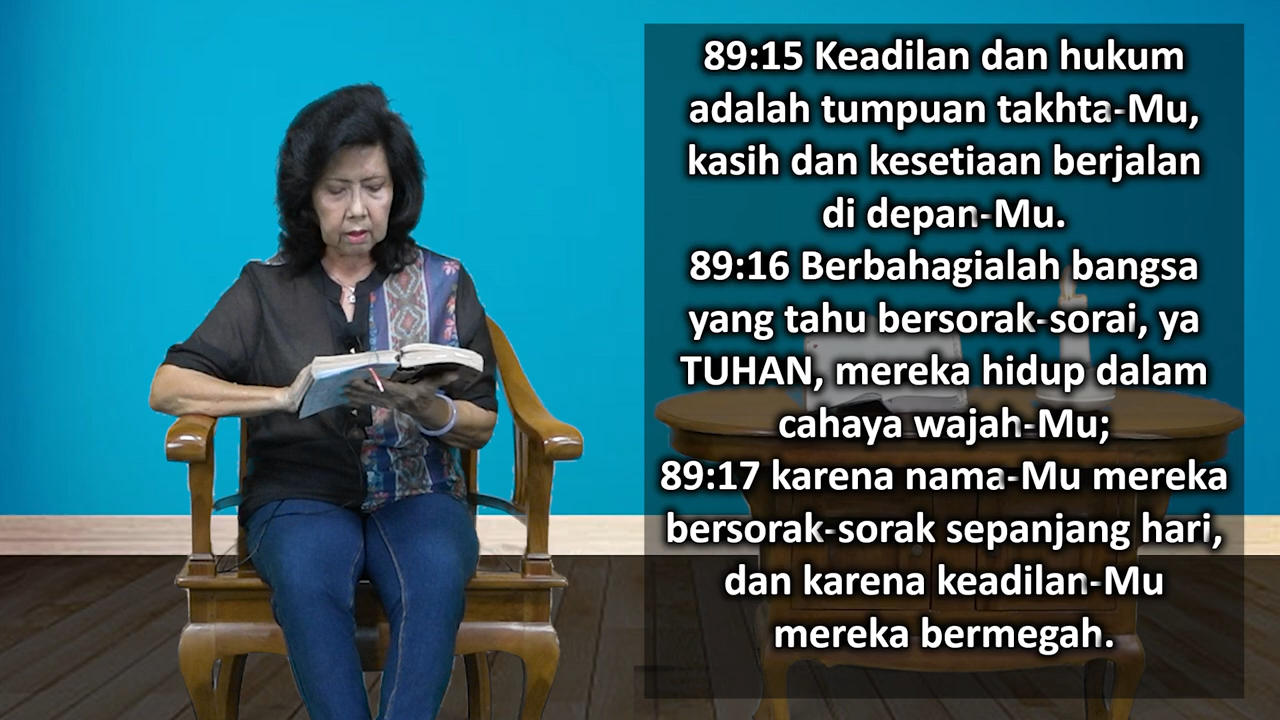 89:15 Keadilan dan hukum
adalah tumpuan takhta-Mu,
kasih dan kesetiaan berjalan
di depan-Mu.
89:16 Berbahagialah bangsa
yang tahu bersorak-sorai, ya
TUHAN, mereka hidup dalam
cahaya wajah-Mu;
89:17 karena nama-Mu mereka
bersorak-sorak sepanjang hari,
dan karena keadilan-Mu
mereka bermegah.